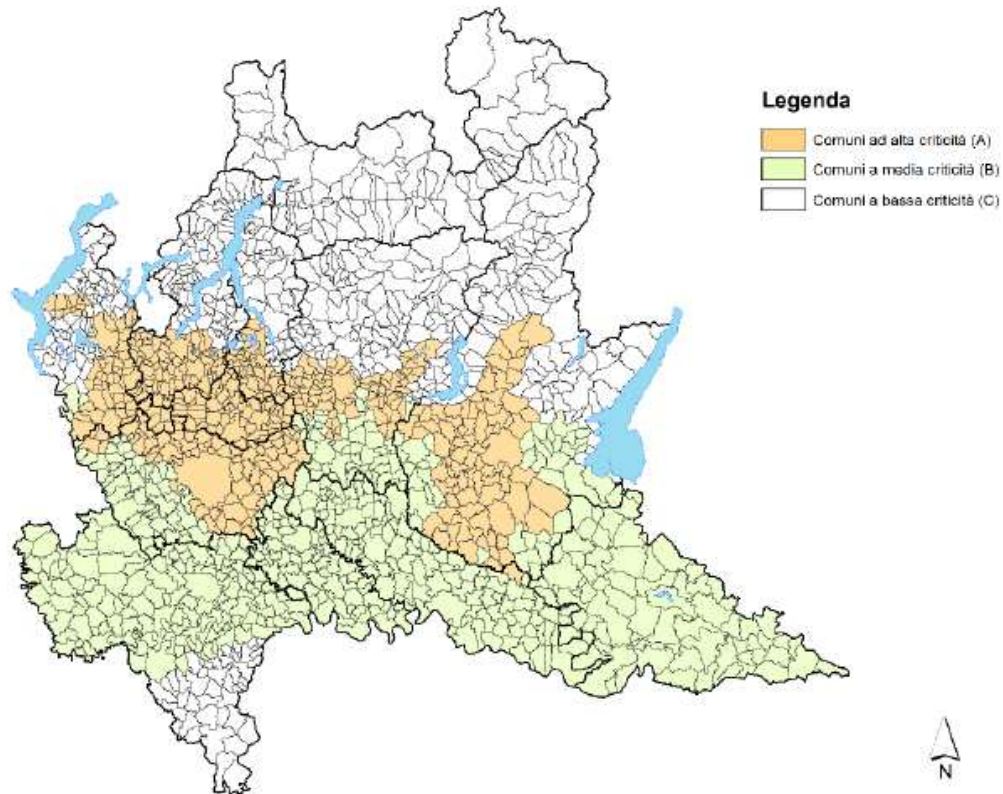 Legenda
Comuni ad alta criticità (A)
Comuni a media criticità (B)
Comuni a bassa criticità (C)
N